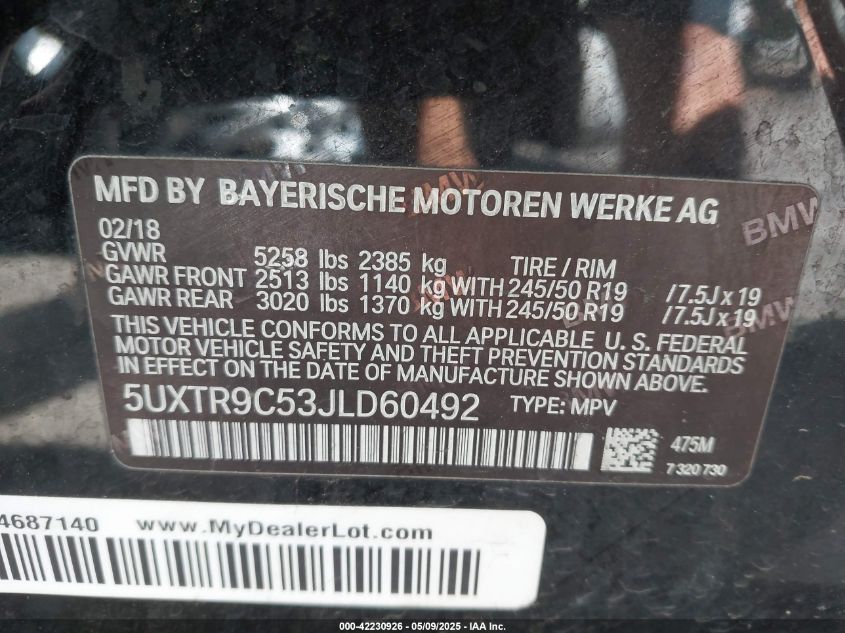 MFD BY BAYERISCHE MOTOREN WERKE AG
02/18
GVWR 5258 lbs 2385 kg TIRE / RIM
GAWR FRONT 2513 lbs 1140 kg WITH 245/50 R19 / 7.5J x 19
GAWR REAR 3020 lbs 1370 kg WITH 245/50 R19 / 7.5J x 19
THIS VEHICLE CONFORMS TO ALL APPLICABLE U. S. FEDERAL
MOTOR VEHICLE SAFETY AND THEFT PREVENTION STANDARDS
IN EFFECT ON THE DATE OF MANUFACTURE SHOWN ABOVE.
5UXTR9C53JLD60492 TYPE: MPV
475M
7 320 730
BMW
BMW
BMW
4687140 www.MyDealerLot.com
000-42230926 - 05/09/2025 - IAA Inc.